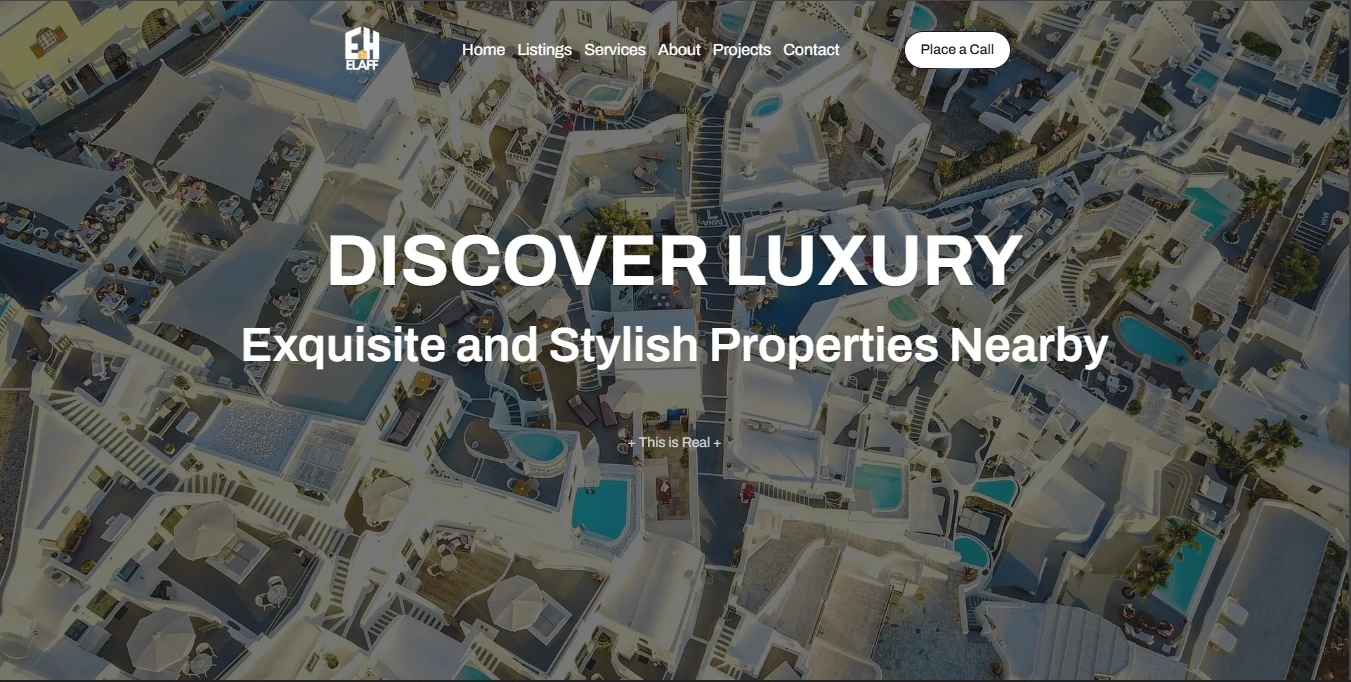 EH
ELAFF
Home Listings Services About Projects Contact
Place a Call
DISCOVER LUXURY
Exquisite and Stylish Properties Nearby
+ This is Real +